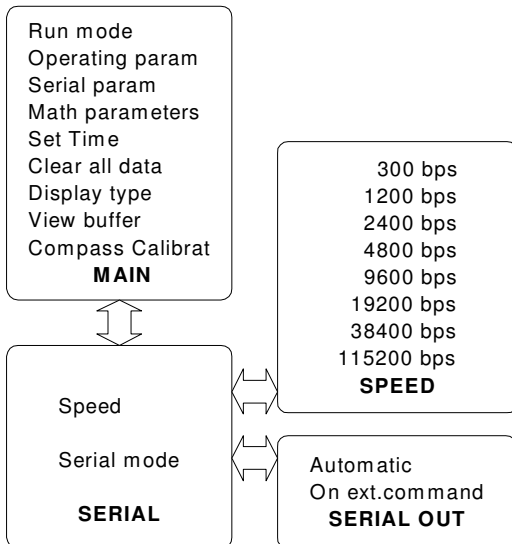 Run mode
Operating param
Serial param
Math parameters
Set Time
Clear all data
Display type
View buffer
Compass Calibrat
MAIN
300 bps
1200 bps
2400 bps
4800 bps
9600 bps
19200 bps
38400 bps
115200 bps
SPEED
Speed
Serial mode
SERIAL
Automatic
On ext.command
SERIAL OUT